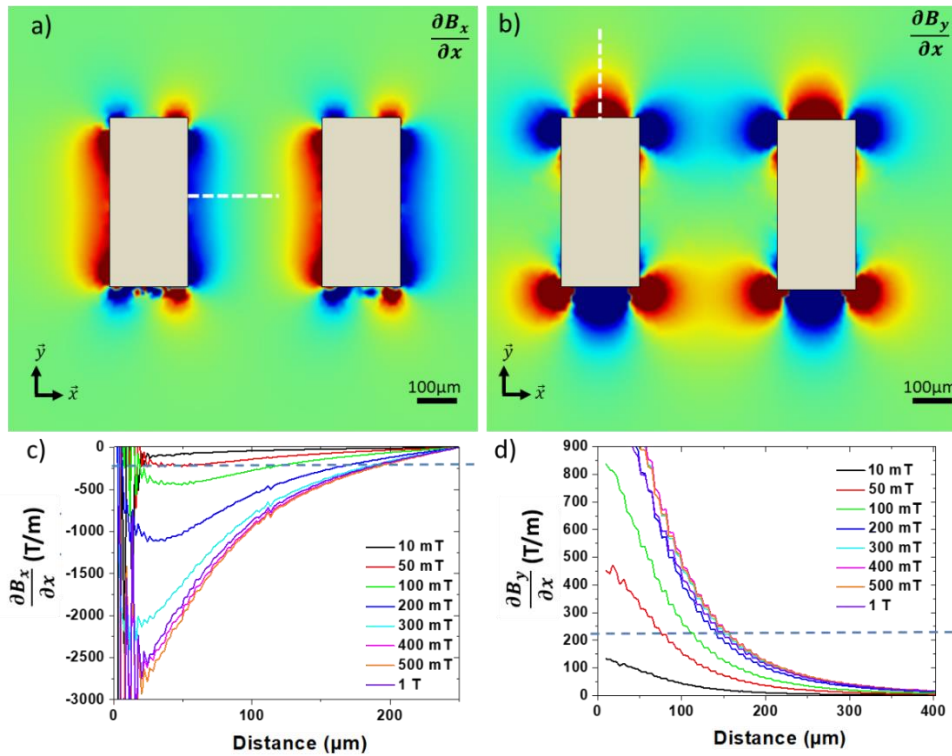 a)
∂Bx/∂x
b)
∂By/∂x
y⃗
x⃗
100µm
y⃗
x⃗
100µm
c)
0
-500
-1000
-1500
-2000
-2500
-3000
∂Bx/∂x (T/m)
10 mT
50 mT
100 mT
200 mT
300 mT
400 mT
500 mT
1 T
0
100
200
Distance (µm)
d)
900
800
700
600
500
400
300
200
100
0
∂By/∂x (T/m)
10 mT
50 mT
100 mT
200 mT
300 mT
400 mT
500 mT
1 T
0
100
200
300
400
Distance (µm)